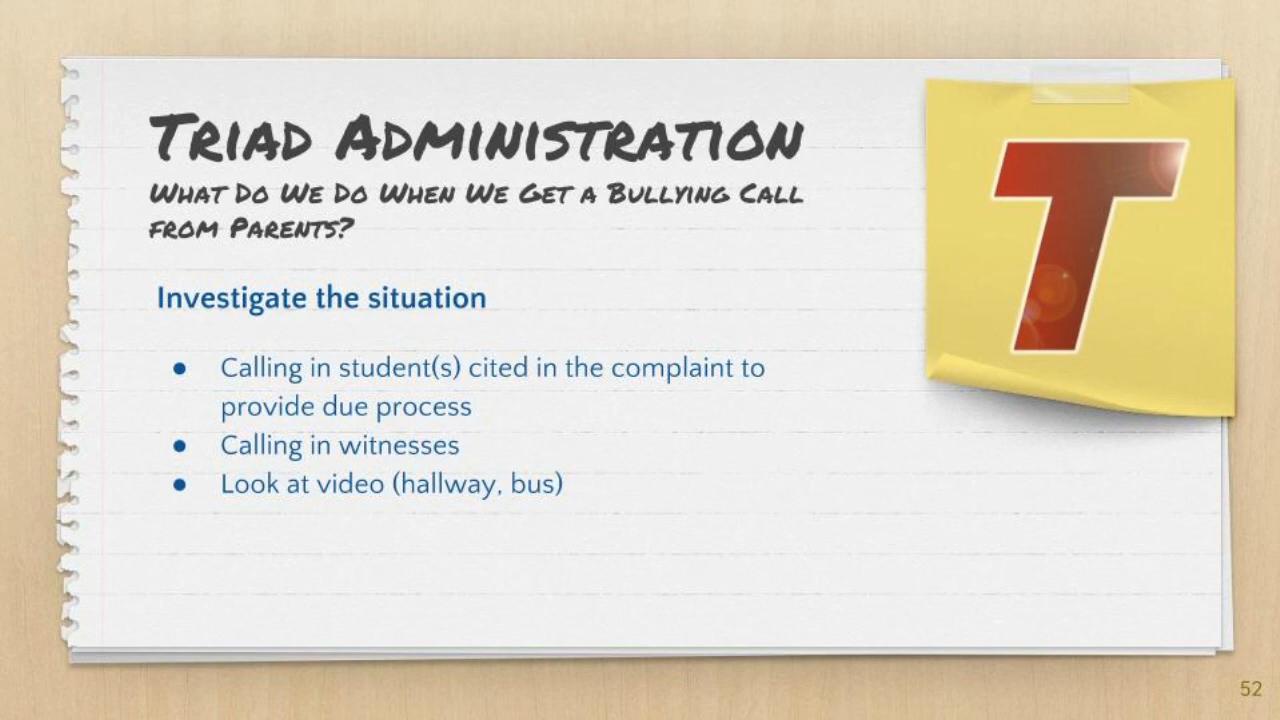 Triad Administration
What Do We Do When We Get a Bullying Call
from Parents?
T
Investigate the situation
● Calling in student(s) cited in the complaint to
provide due process
● Calling in witnesses
● Look at video (hallway, bus)
52